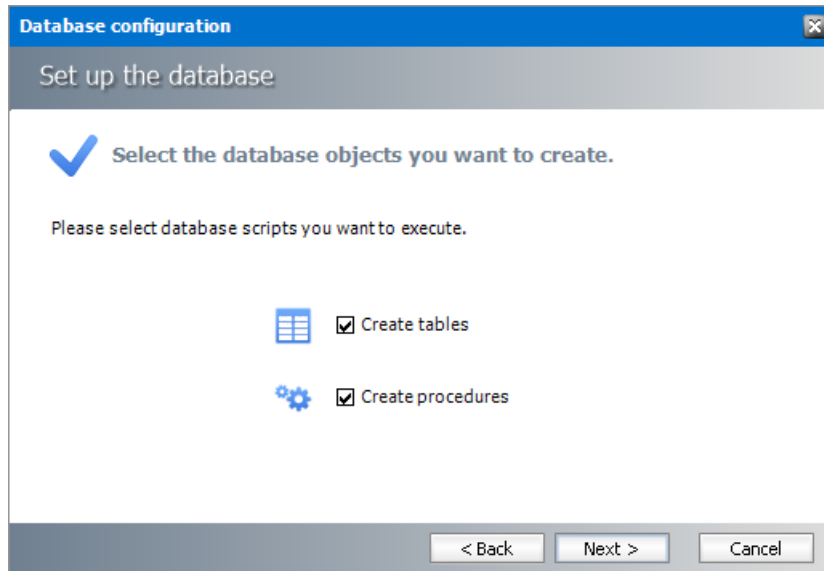 Database configuration
Set up the database
Select the database objects you want to create.
Please select database scripts you want to execute.
Create tables
Create procedures
< Back
Next >
Cancel